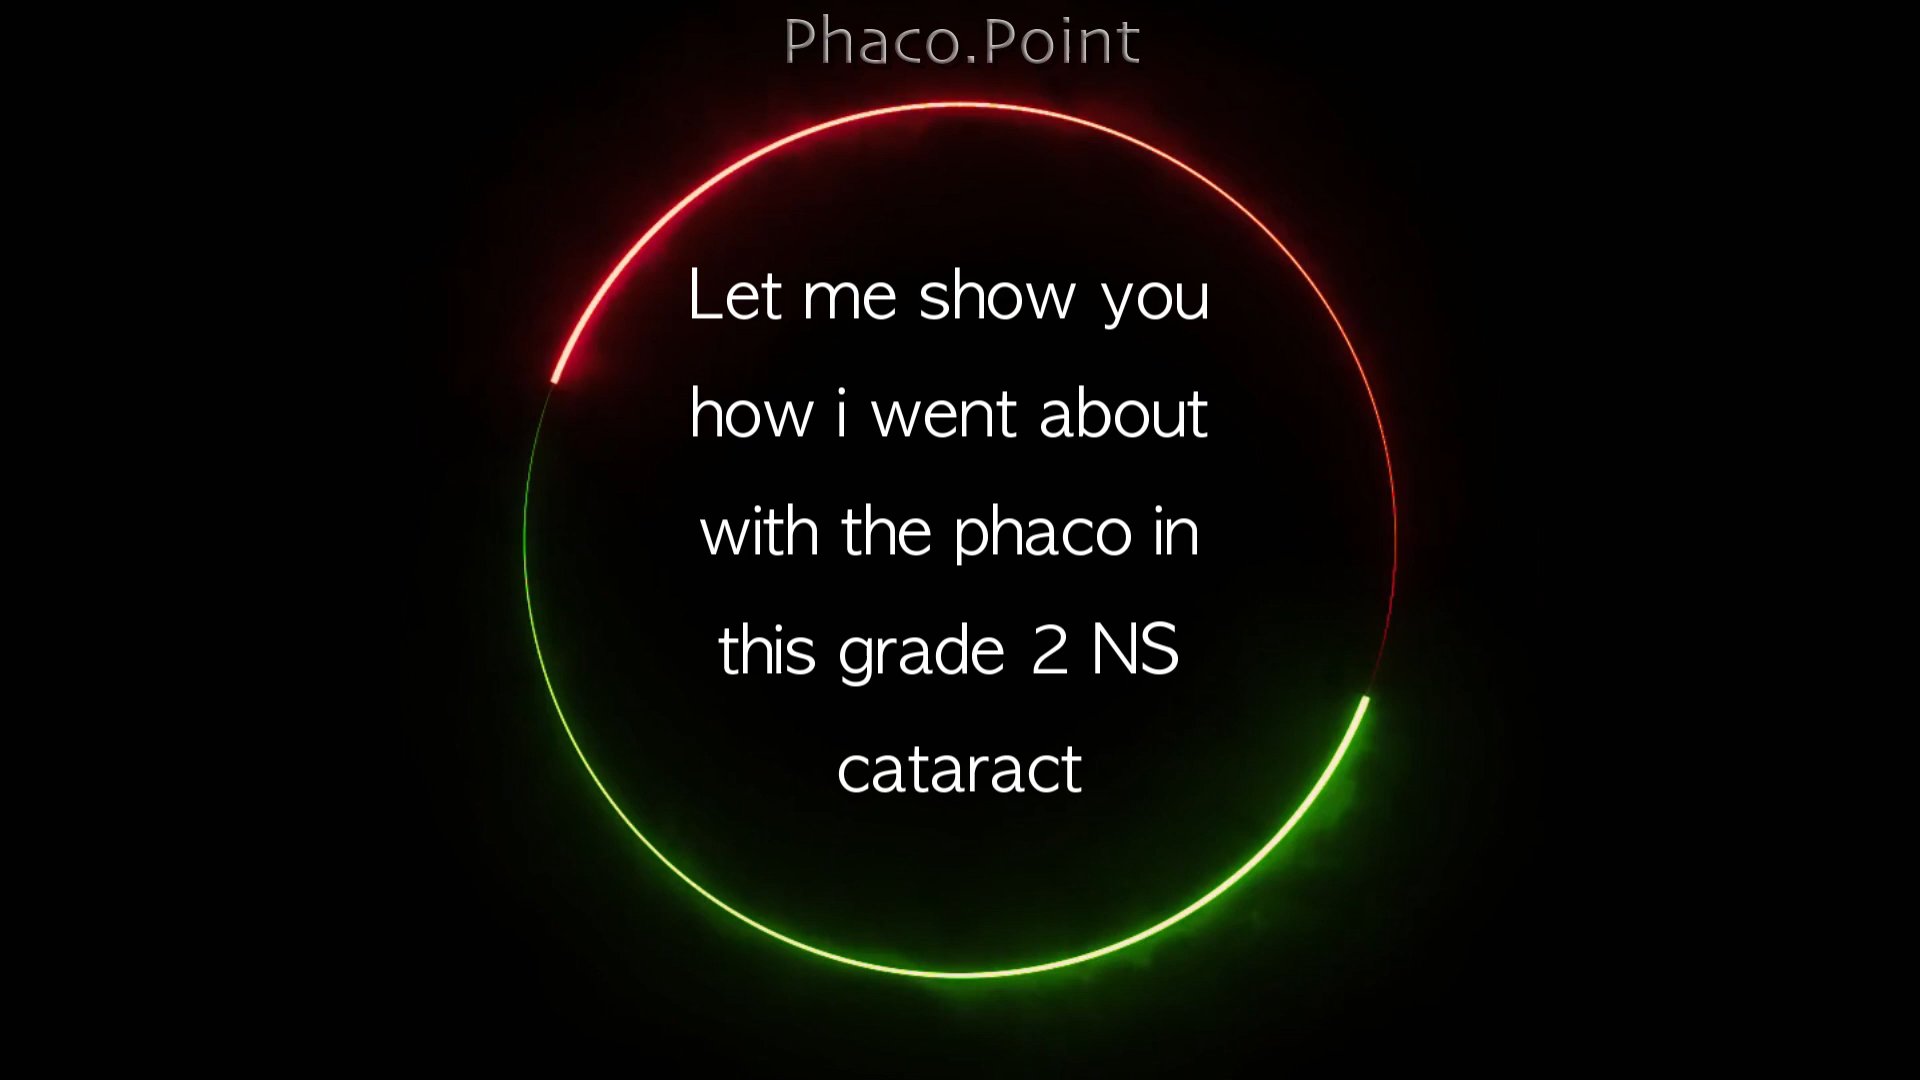 Phaco.Point
Let me show you
how i went about
with the phaco in
this grade 2 NS
cataract